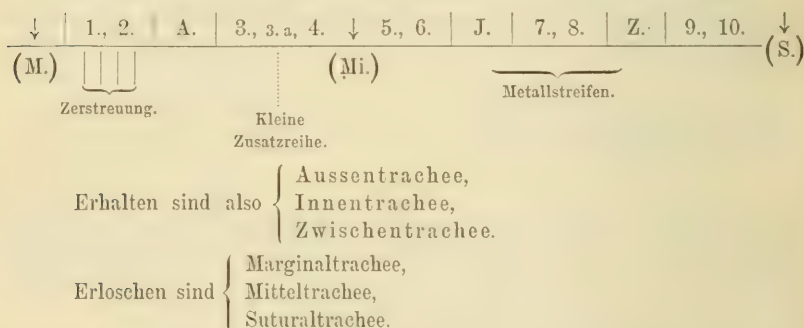 ↓ | 1., 2. | A. | 3., 3.a, 4. ↓ 5., 6. | J. | 7., 8. | Z. | 9., 10. ↓
(M.) (Mi.) (S.)
Zerstreuung. Metallstreifen.
Kleine
Zusatzreihe.
Erhalten sind also { Aussentrachee,
Innentrachee,
Zwischentrachee.
Erloschen sind { Marginaltrachee,
Mitteltrachee,
Suturaltrachee.